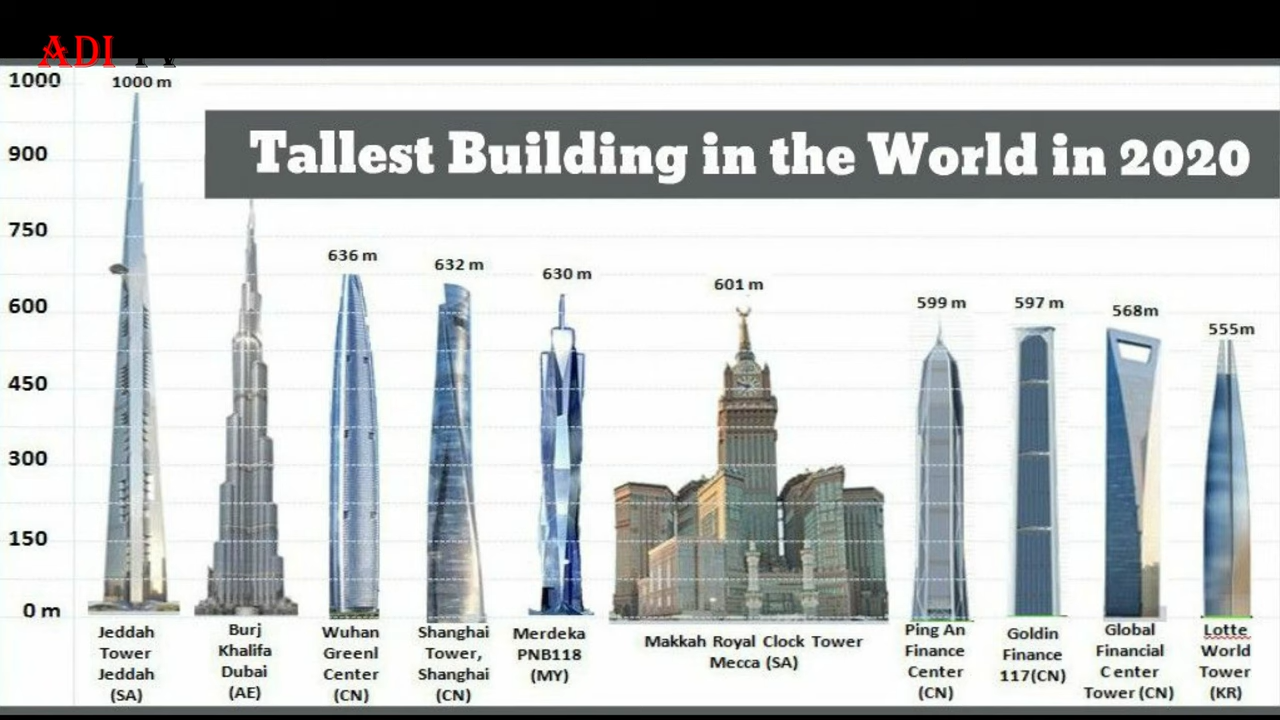 ADI TV
1000
1000 m
Tallest Building in the World in 2020
900
750
636 m
632 m
630 m
601 m
599 m
597 m
568m
555m
600
450
300
150
0 m
Jeddah
Tower
Jeddah
(SA)
Burj
Khalifa
Dubai
(AE)
Wuhan
Greenl
Center
(CN)
Shanghai
Tower,
Shanghai
(CN)
Merdeka
PNB118
(MY)
Makkah Royal Clock Tower
Mecca (SA)
Ping An
Finance
Center
(CN)
Goldin
Finance
117(CN)
Global
Financial
C enter
Tower (CN)
Lotte
World
Tower
(KR)